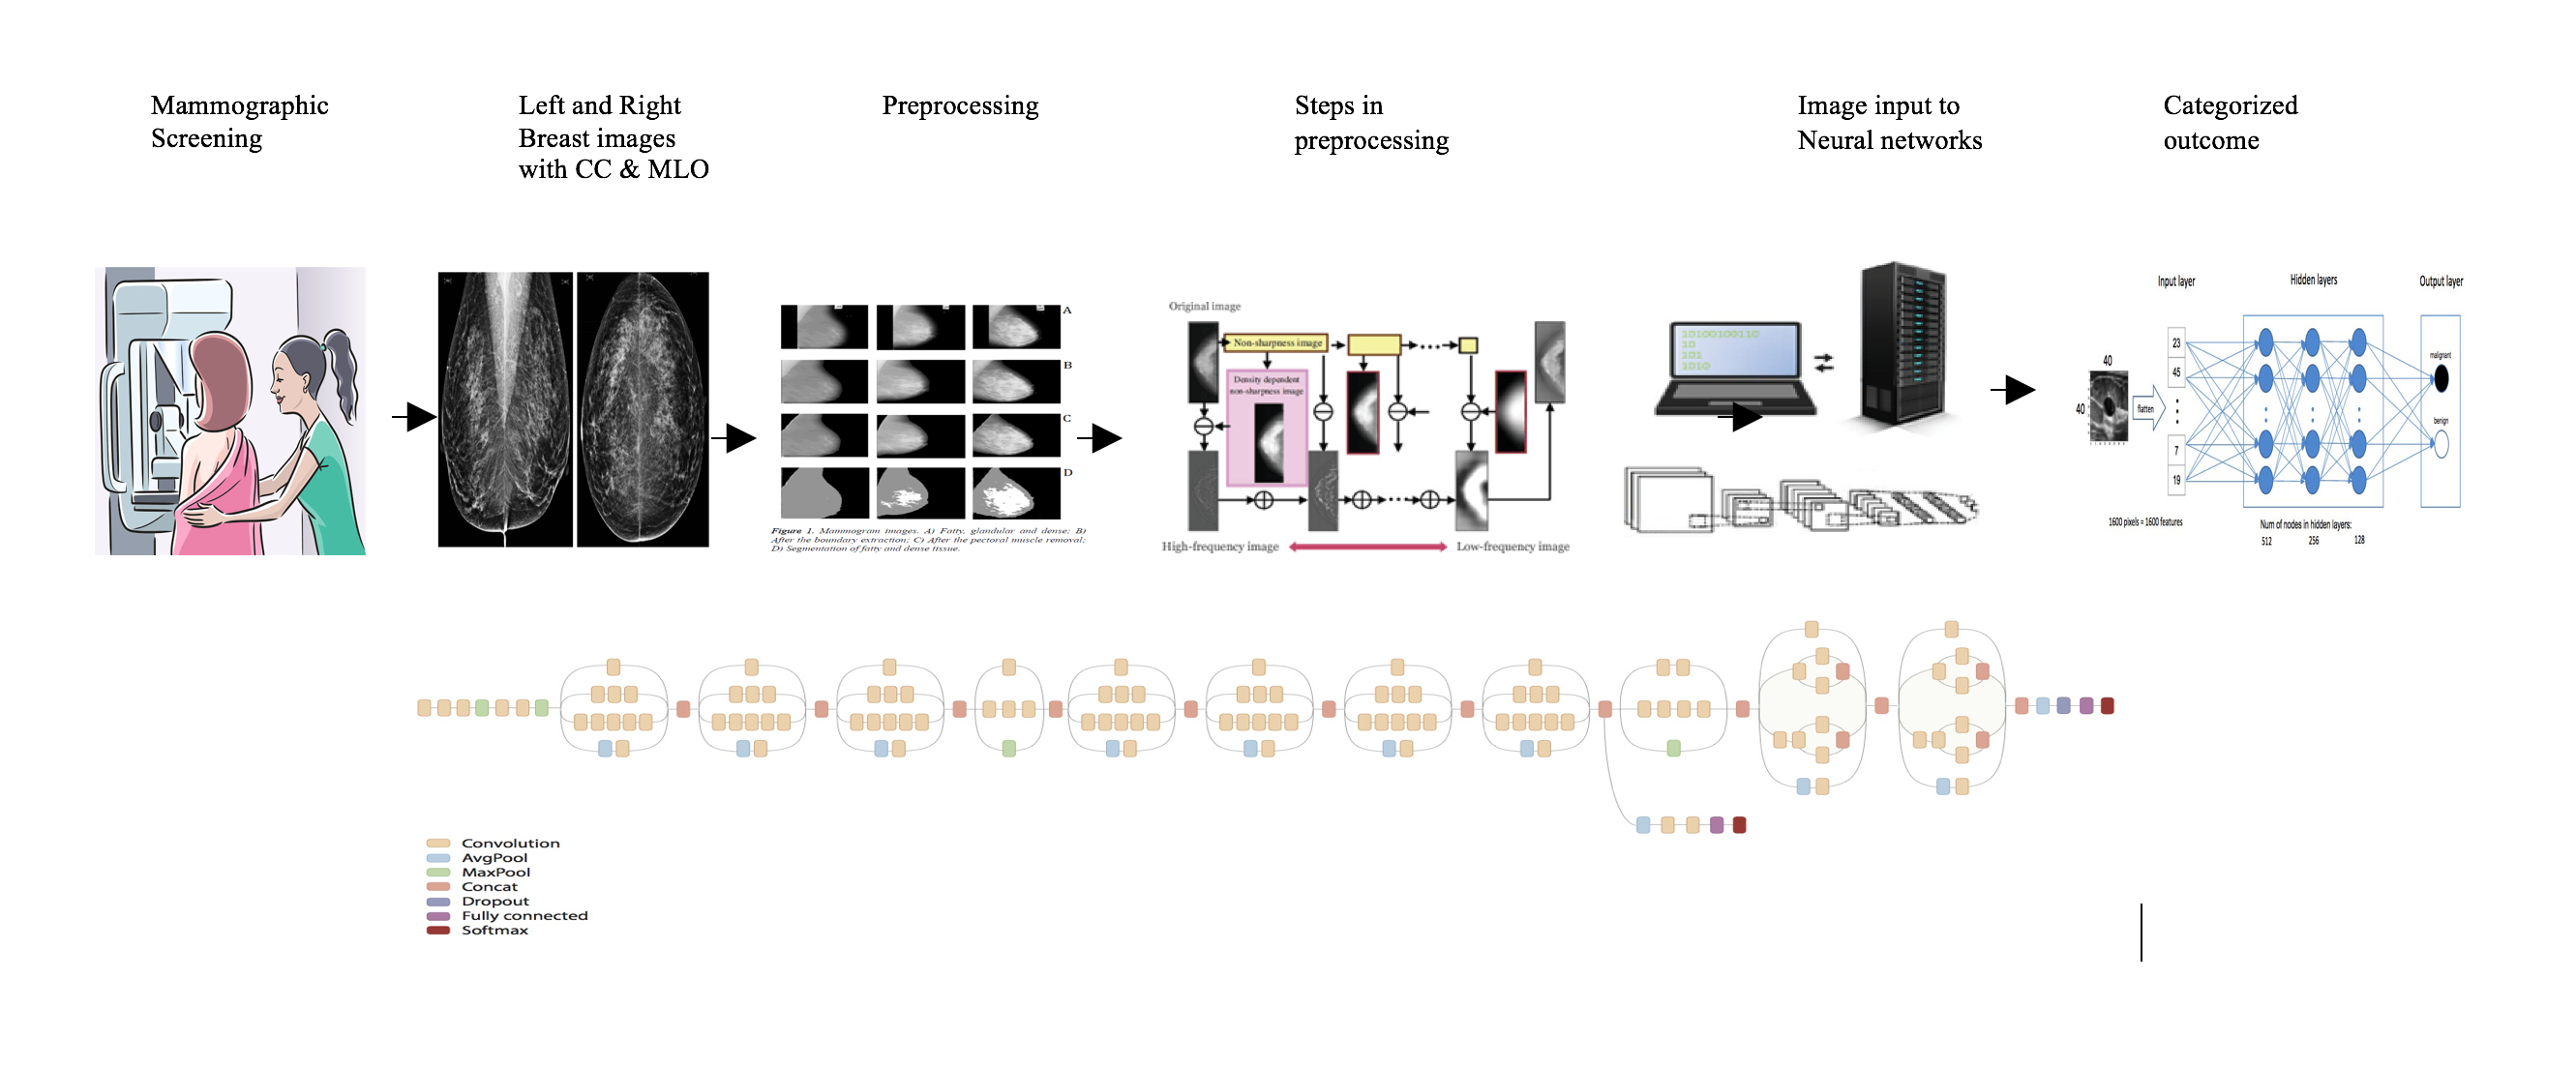 Mammographic
Screening
Left and Right
Breast images
with CC & MLO
Preprocessing
Steps in
preprocessing
Image input to
Neural networks
Categorized
outcome
A
B
C
D
Figure 1. Mammogram images. A) Fatty, glandular and dense; B)
After the boundary extraction; C) After the pectoral muscle removal;
D) Segmentation of fatty and dense tissue.
Original image
Non-sharpness image
Density dependent
non-sharpness image
High-frequency image
Low-frequency image
10100100110
10
101
1010
Input layer
Hidden layers
Output layer
40
40
flatten
23
45
7
19
malignant
benign
1600 pixels = 1600 features
Num of nodes in hidden layers:
512 256 128
Convolution
AvgPool
MaxPool
Concat
Dropout
Fully connected
Softmax